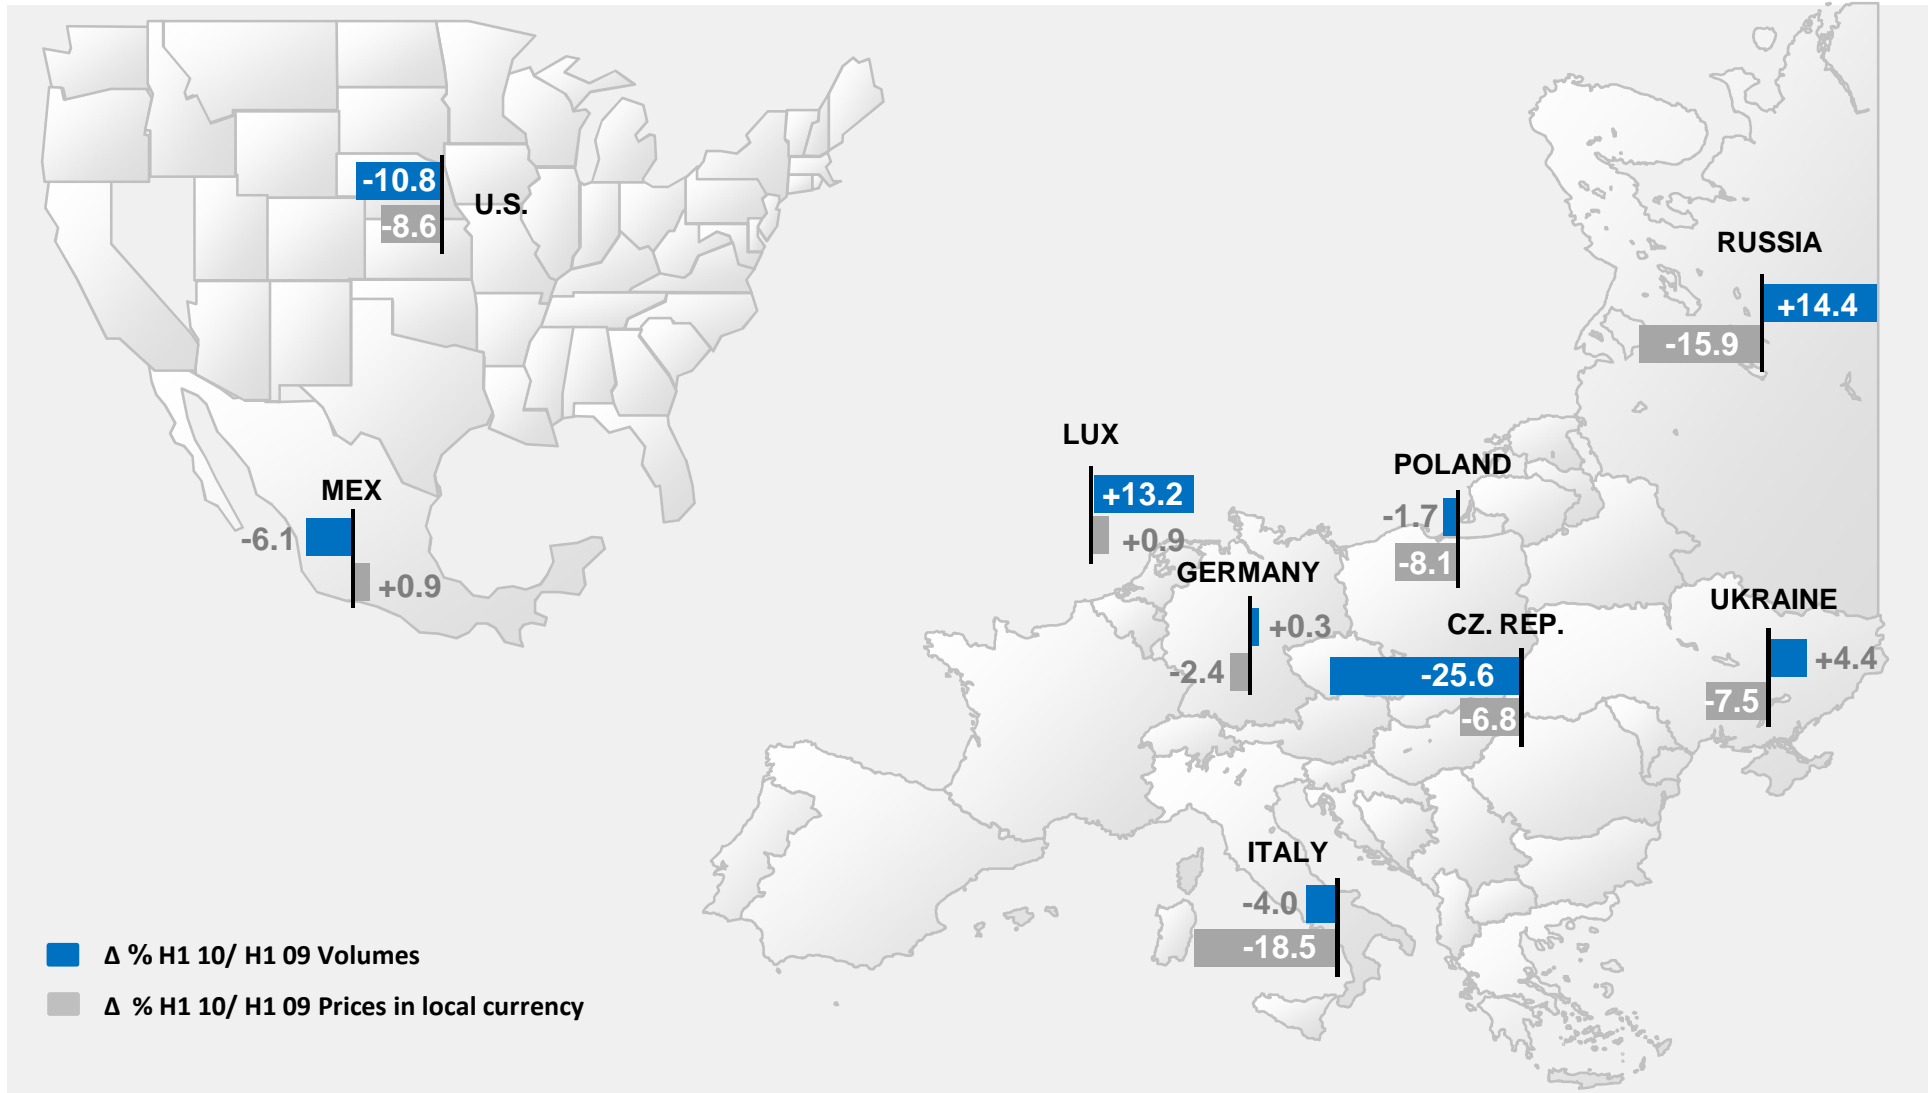 -10.8
U.S.
-8.6
RUSSIA
+14.4
-15.9
LUX
+13.2
+0.9
POLAND
-1.7
-8.1
MEX
-6.1
+0.9
GERMANY
+0.3
-2.4
CZ. REP.
-25.6
-6.8
UKRAINE
+4.4
-7.5
ITALY
-4.0
-18.5
Δ % H1 10/ H1 09 Volumes
Δ % H1 10/ H1 09 Prices in local currency